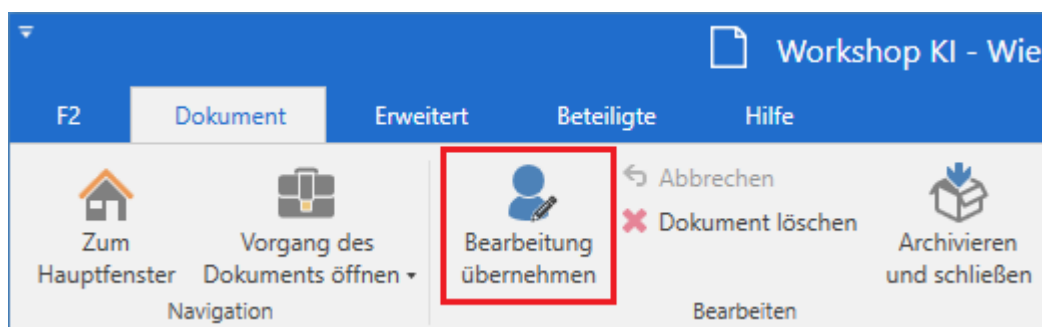 Workshop KI - Wie
F2 Dokument Erweitert Beteiligte Hilfe
Zum
Hauptfenster
Vorgang des
Dokuments öffnen
Navigation
Bearbeitung
übernehmen
Abbrechen
Dokument löschen
Archivieren
und schließen
Bearbeiten